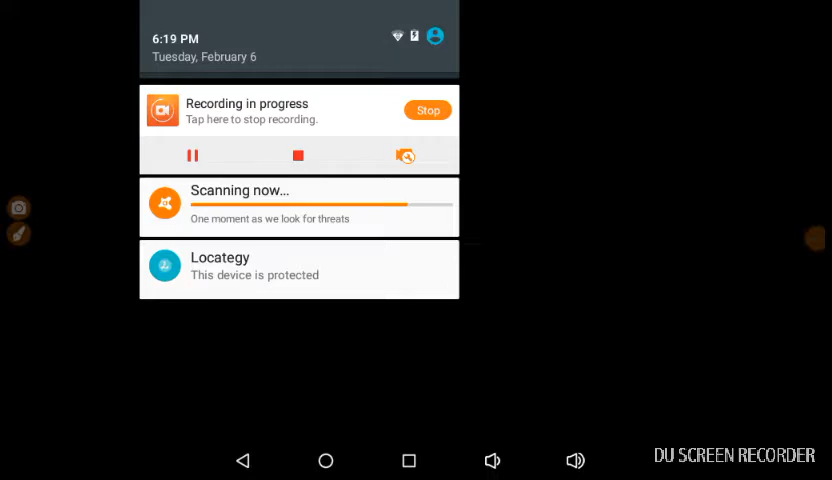 6:19 PM
Tuesday, February 6
Recording in progress
Stop
Tap here to stop recording.
Scanning now...
One moment as we look for threats
Locategy
This device is protected
DU SCREEN RECORDER